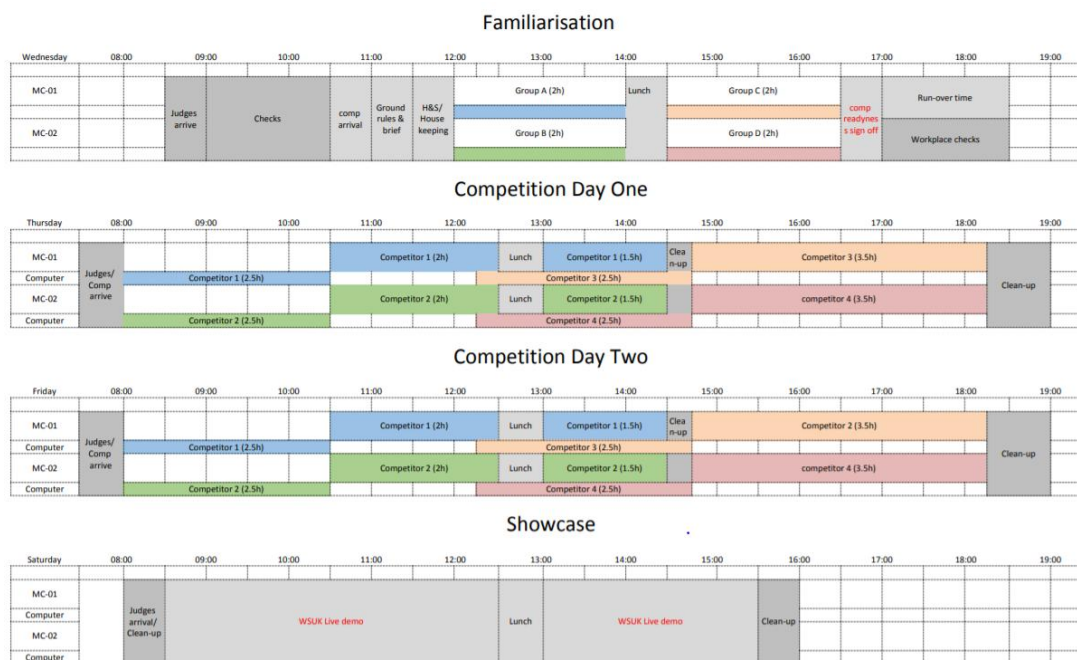 Familiarisation
Wednesday 08:00 09:00 10:00 11:00 12:00 13:00 14:00 15:00 16:00 17:00 18:00 19:00
MC-01
MC-02
Judges
arrive
Checks
comp
arrival
Ground
rules &
brief
H&S/
House
keeping
Group A (2h)
Group B (2h)
Lunch
Group C (2h)
Group D (2h)
comp
readynes
s sign off
Run-over time
Workplace checks
Competition Day One
Thursday 08:00 09:00 10:00 11:00 12:00 13:00 14:00 15:00 16:00 17:00 18:00 19:00
MC-01
Computer
MC-02
Computer
Judges/
Comp
arrive
Competitor 1 (2h) Lunch Competitor 1 (1.5h)
Clea
n-up
Competitor 3 (3.5h)
Competitor 1 (2.5h) Competitor 3 (2.5h)
Competitor 2 (2h) Lunch Competitor 2 (1.5h) competitor 4 (3.5h)
Competitor 2 (2.5h) Competitor 4 (2.5h)
Clean-up
Competition Day Two
Friday 08:00 09:00 10:00 11:00 12:00 13:00 14:00 15:00 16:00 17:00 18:00 19:00
MC-01
Computer
MC-02
Computer
Judges/
Comp
arrive
Competitor 1 (2h) Lunch Competitor 1 (1.5h)
Clea
n-up
Competitor 2 (3.5h)
Competitor 1 (2.5h) Competitor 3 (2.5h)
Competitor 2 (2h) Lunch Competitor 2 (1.5h) competitor 4 (3.5h)
Competitor 2 (2.5h) Competitor 4 (2.5h)
Clean-up
Showcase
Saturday 08:00 09:00 10:00 11:00 12:00 13:00 14:00 15:00 16:00 17:00 18:00 19:00
MC-01
Computer
MC-02
Computer
Judges
arrival/
Clean-up
WSUK Live demo Lunch WSUK Live demo Clean-up